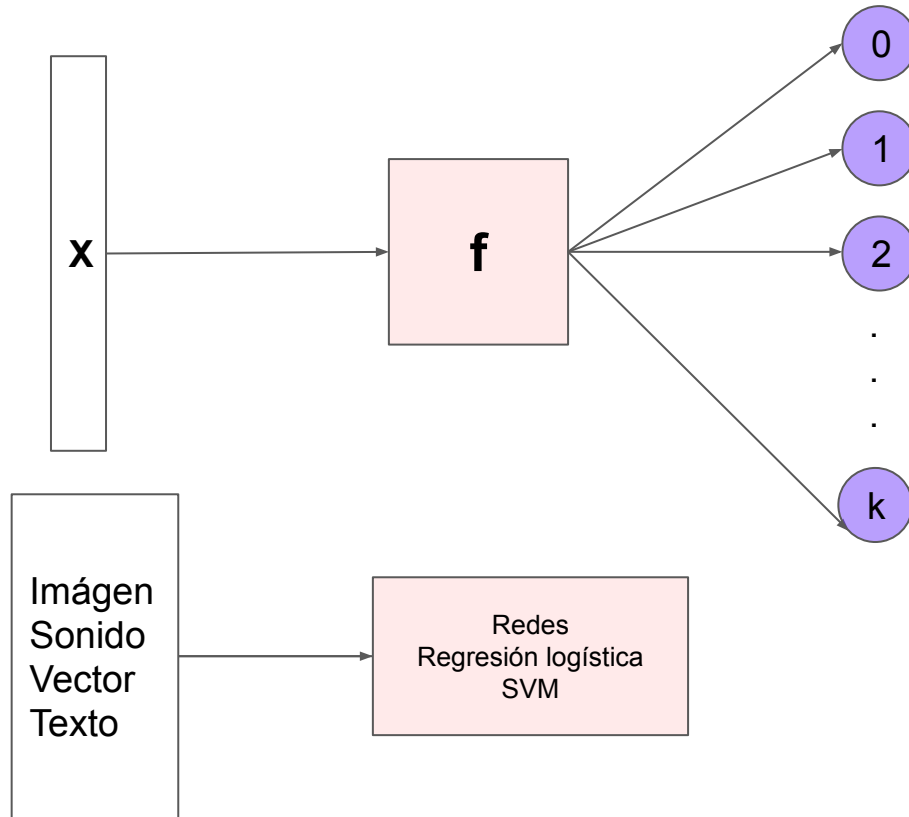 X
f
0
1
2
.
.
.
k
Imágen
Sonido
Vector
Texto
Redes
Regresión logística
SVM